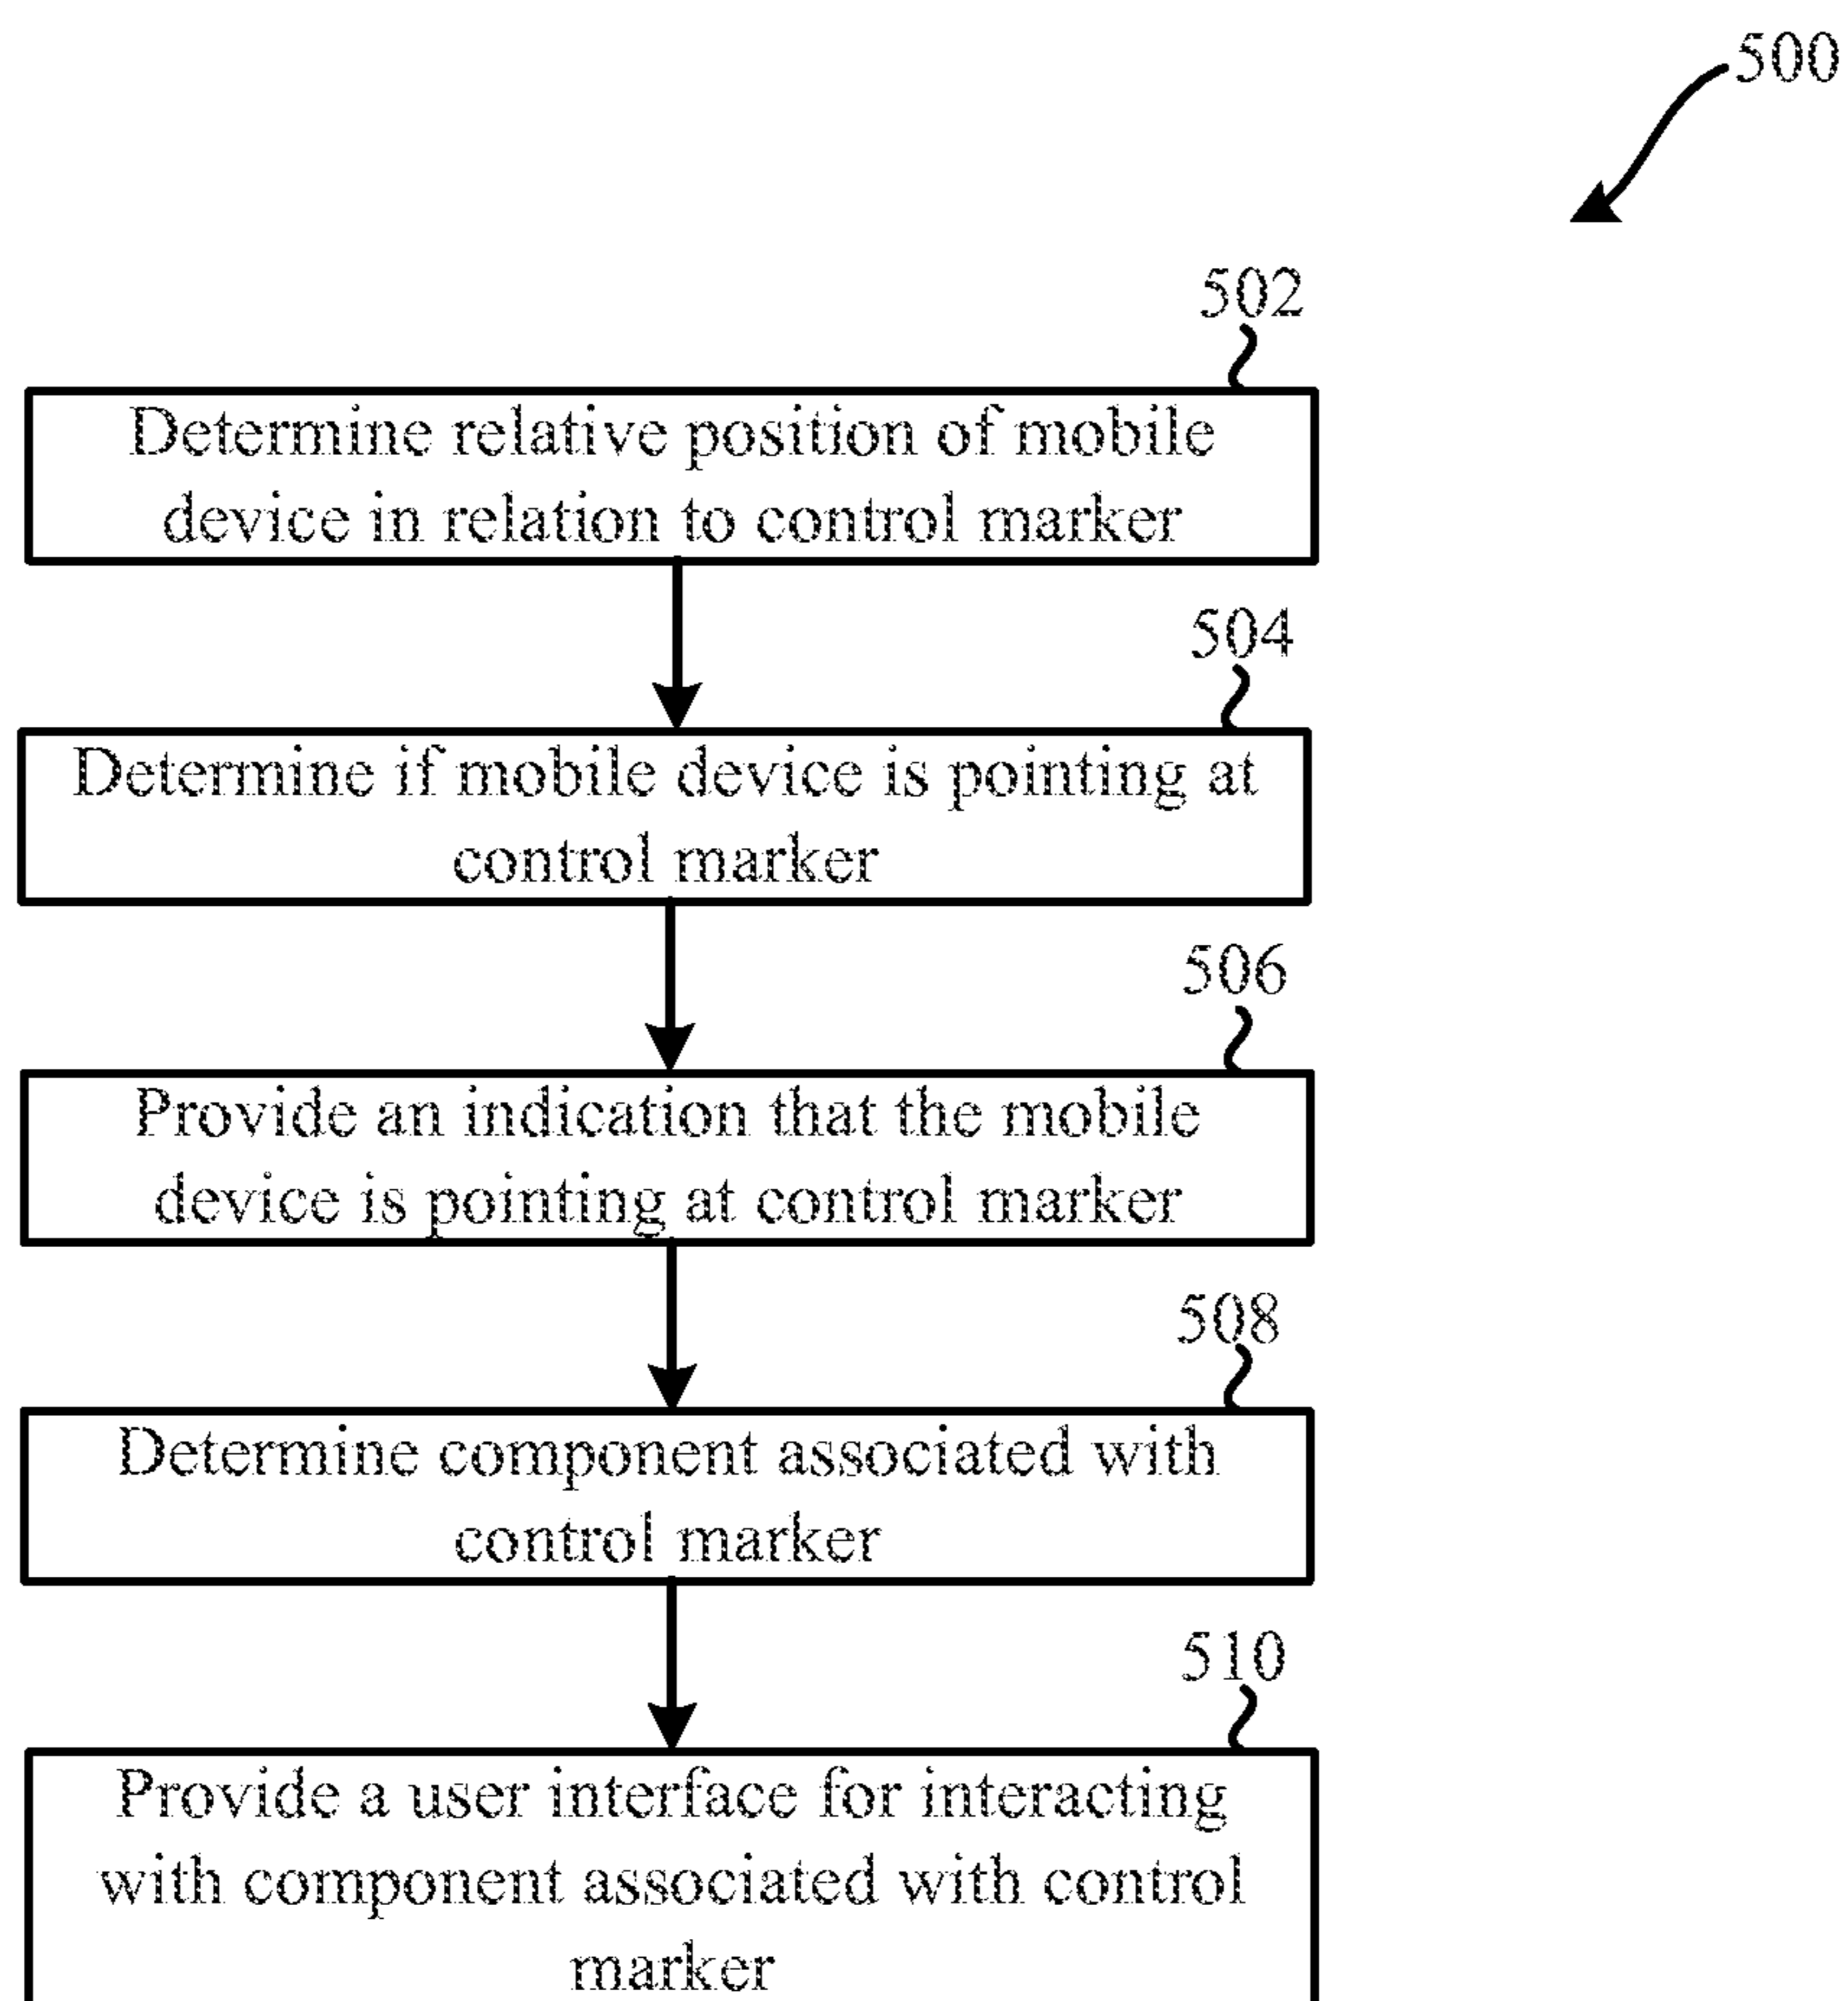 500
502
Determine relative position of mobile
device in relation to control marker
504
Determine if mobile device is pointing at
control marker
506
Provide an indication that the mobile
device is pointing at control marker
508
Determine component associated with
control marker
510
Provide a user interface for interacting
with component associated with control
marker